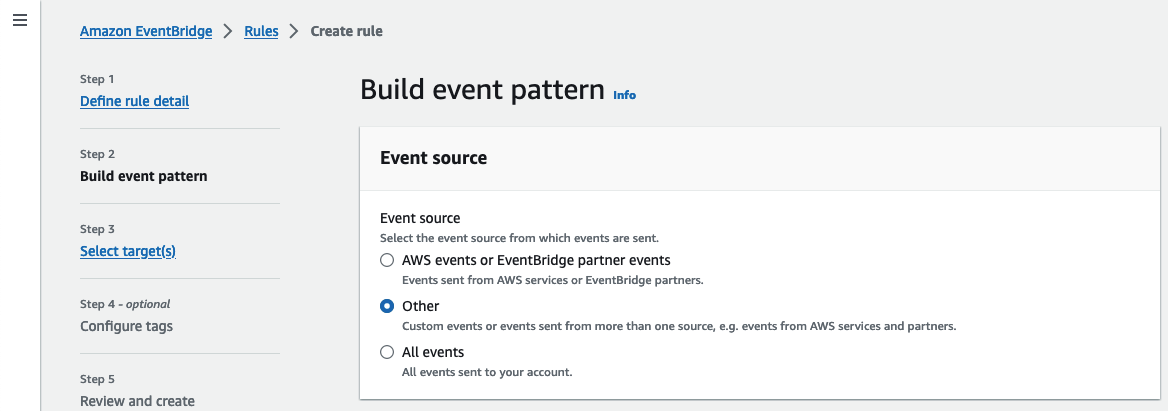 Amazon EventBridge > Rules > Create rule
Step 1
Define rule detail
Step 2
Build event pattern
Step 3
Select target(s)
Step 4 - optional
Configure tags
Step 5
Review and create
Build event pattern Info
Event source
Event source
Select the event source from which events are sent.
AWS events or EventBridge partner events
Events sent from AWS services or EventBridge partners.
Other
Custom events or events sent from more than one source, e.g. events from AWS services and partners.
All events
All events sent to your account.